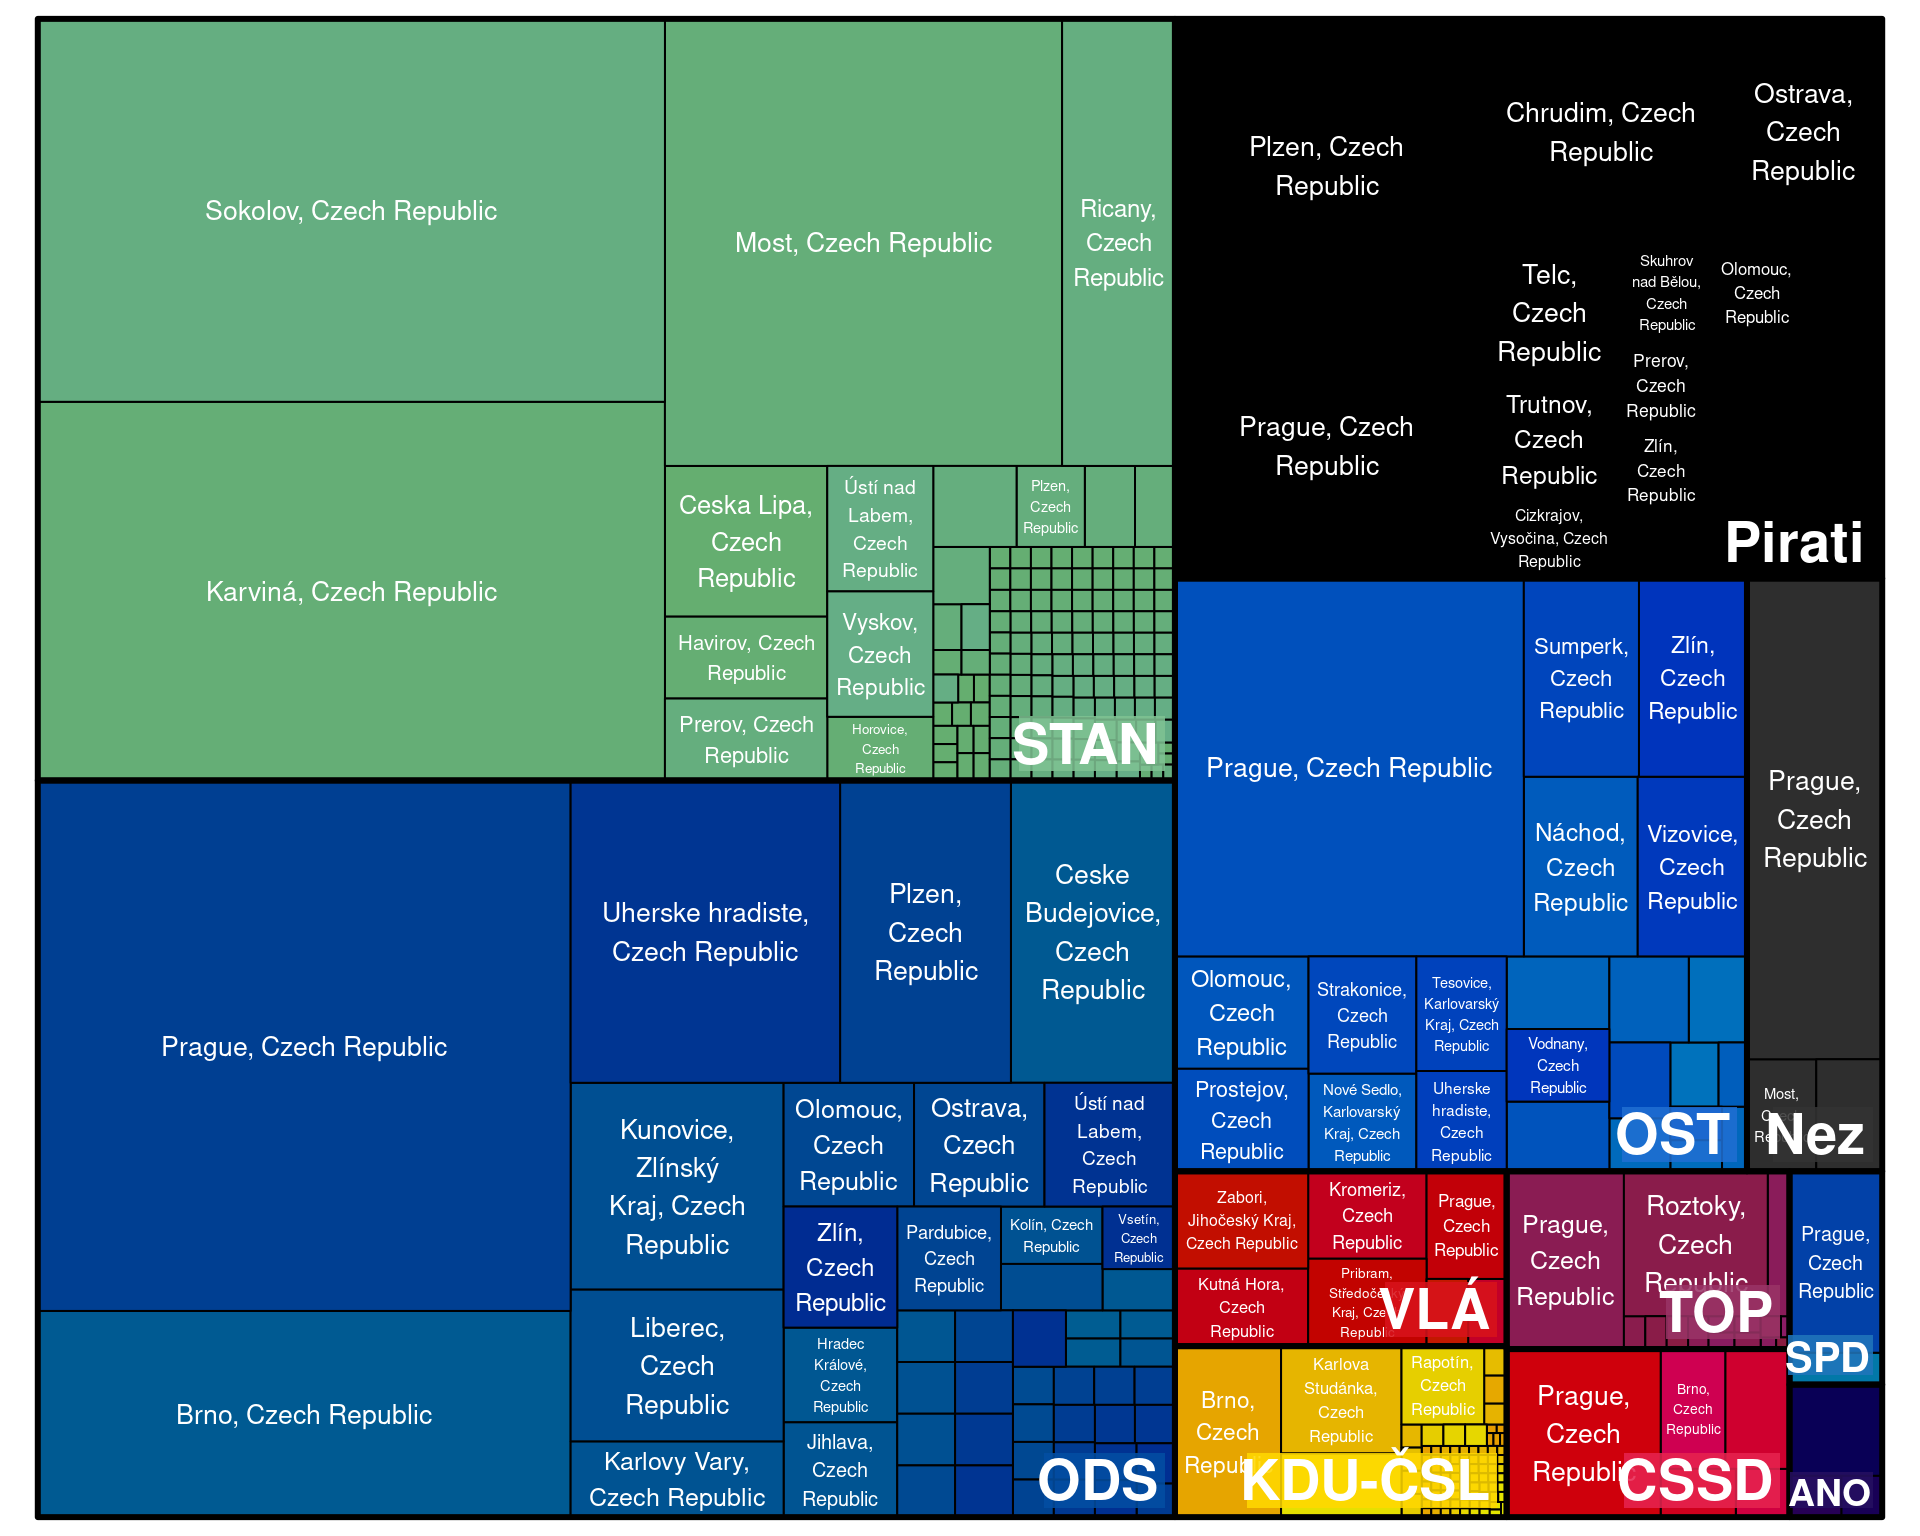 Sokolov, Czech Republic
Karviná, Czech Republic
Most, Czech Republic
Ricany,
Czech
Republic
Ceska Lipa,
Czech
Republic
Havirov, Czech
Republic
Prerov, Czech
Republic
Ústí nad
Labem,
Czech
Republic
Vyskov,
Czech
Republic
Horovice,
Czech
Republic
Plzen,
Czech
Republic
STAN
Plzen, Czech
Republic
Prague, Czech
Republic
Chrudim, Czech
Republic
Ostrava,
Czech
Republic
Telc,
Czech
Republic
Trutnov,
Czech
Republic
Cizkrajov,
Vysočina, Czech
Republic
Skuhrov
nad Bělou,
Czech
Republic
Prerov,
Czech
Republic
Zlín,
Czech
Republic
Olomouc,
Czech
Republic
Pirati
Prague, Czech Republic
Brno, Czech Republic
Uherske hradiste,
Czech Republic
Plzen,
Czech
Republic
Ceske
Budejovice,
Czech
Republic
Kunovice,
Zlínský
Kraj, Czech
Republic
Liberec,
Czech
Republic
Karlovy Vary,
Czech Republic
Olomouc,
Czech
Republic
Ostrava,
Czech
Republic
Ústí nad
Labem,
Czech
Republic
Zlín,
Czech
Republic
Hradec
Králové,
Czech
Republic
Jihlava,
Czech
Republic
Pardubice,
Czech
Republic
Kolín, Czech
Republic
Vsetín,
Czech
Republic
ODS
Prague, Czech Republic
Sumperk,
Czech
Republic
Zlín,
Czech
Republic
Náchod,
Czech
Republic
Vizovice,
Czech
Republic
Olomouc,
Czech
Republic
Prostejov,
Czech
Republic
Strakonice,
Czech
Republic
Nové Sedlo,
Karlovarský
Kraj, Czech
Republic
Tesovice,
Karlovarský
Kraj, Czech
Republic
Uherske
hradiste,
Czech
Republic
Vodnany,
Czech
Republic
OST
Prague,
Czech
Republic
Most,
Czech
Nez
Zabori,
Jihočeský Kraj,
Czech Republic
Kutná Hora,
Czech
Republic
Kromeriz,
Czech
Republic
Pribram,
Středočeský
Kraj, Czech
Republic
Prague,
Czech
Republic
VLÁ
Prague,
Czech
Republic
Roztoky,
Czech
Republic
TOP
Prague,
Czech
Republic
SPD
Brno,
Czech
Republic
Karlova
Studánka,
Czech
Republic
Rapotín,
Czech
Republic
KDU-ČSL
Prague,
Czech
Republic
Brno,
Czech
Republic
CSSD
ANO